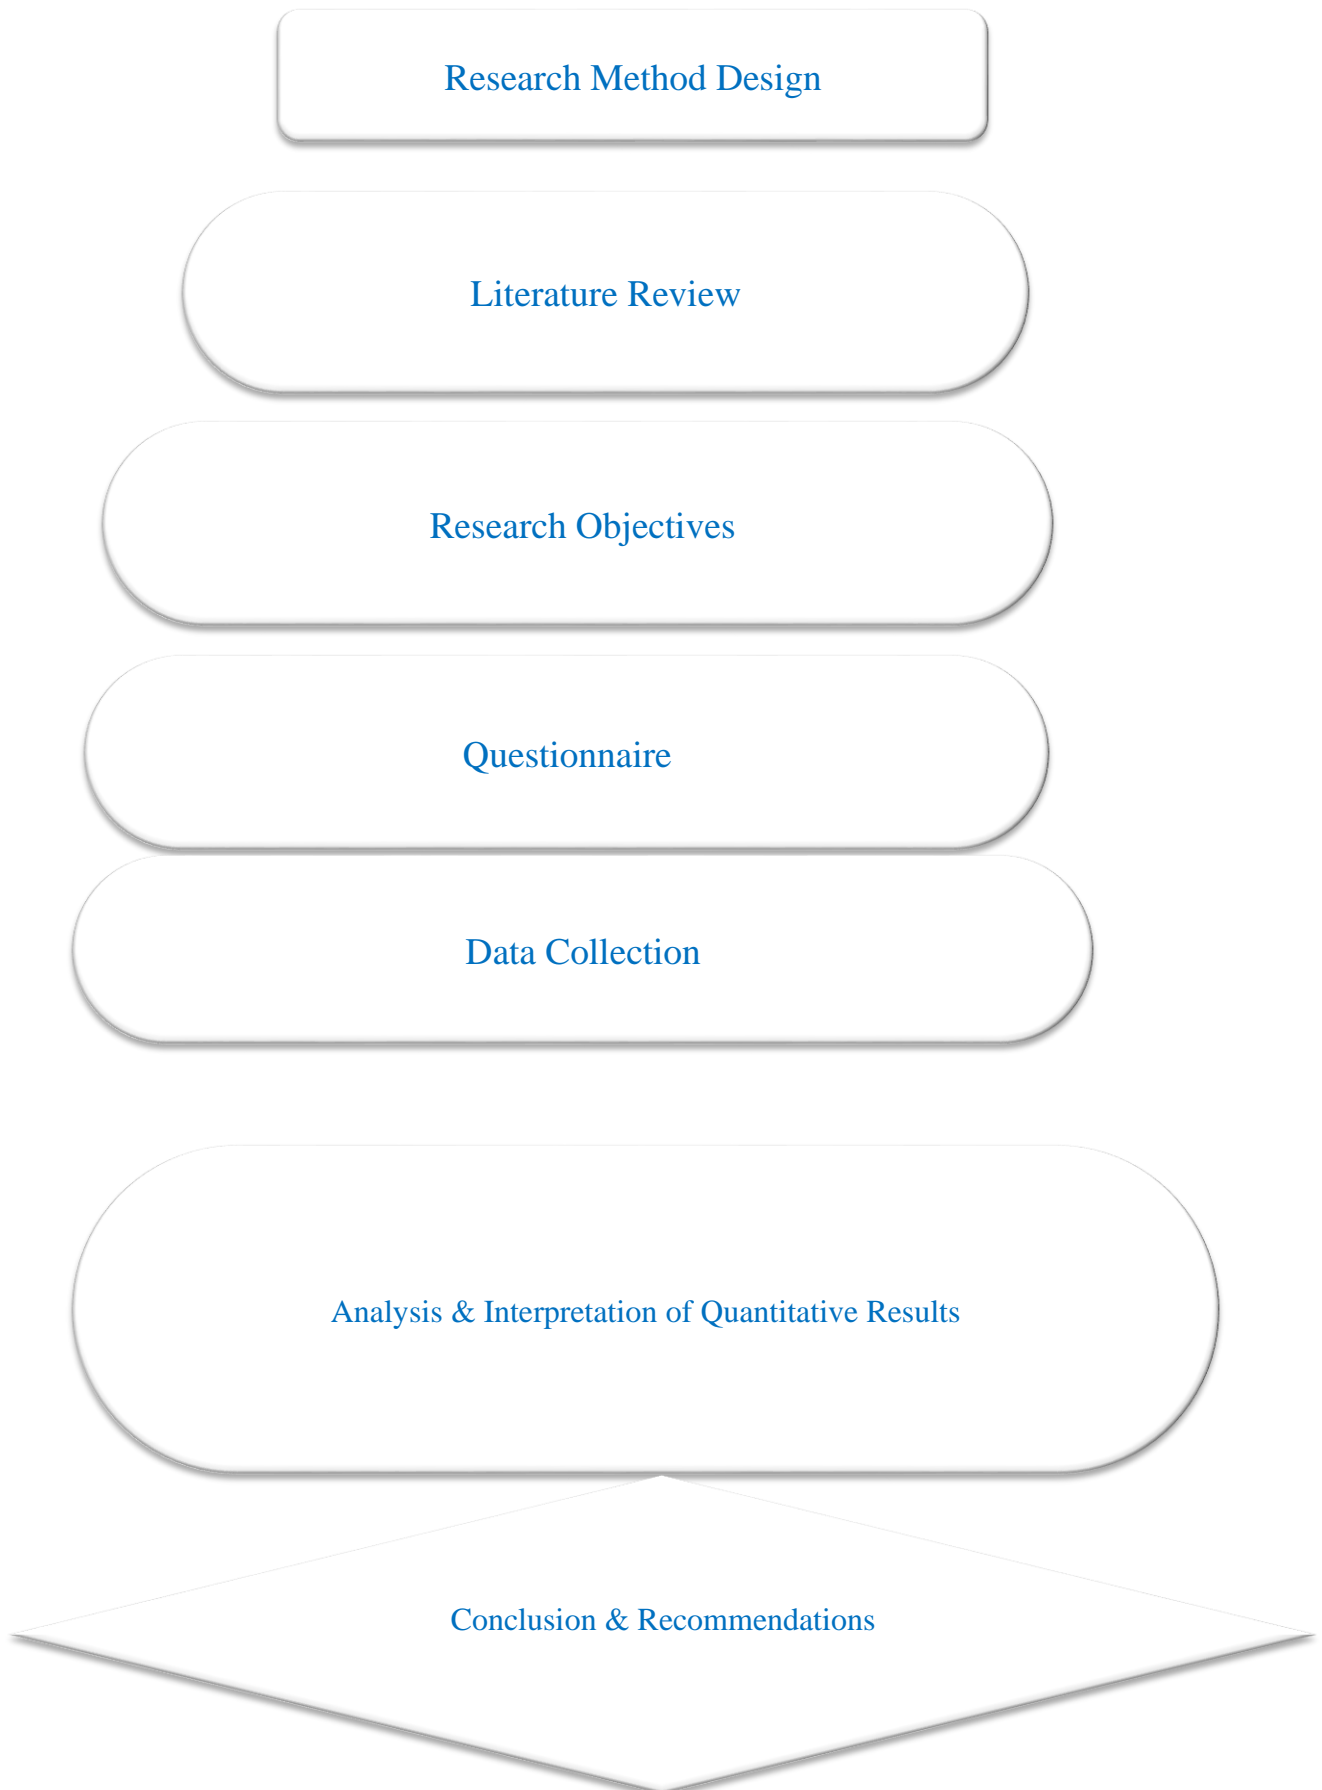 Research Method Design
Literature Review
Research Objectives
Questionnaire
Data Collection
Analysis & Interpretation of Quantitative Results
Conclusion & Recommendations